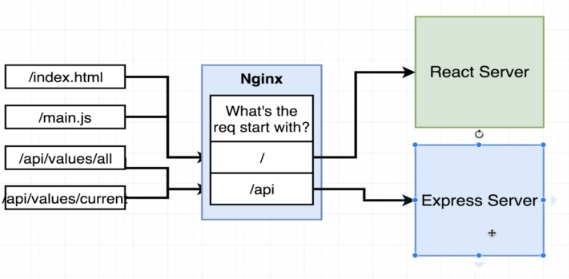 /index.html
/main.js
/api/values/all
/api/values/current
Nginx
What's the
req start with?
/
/api
React Server
Express Server